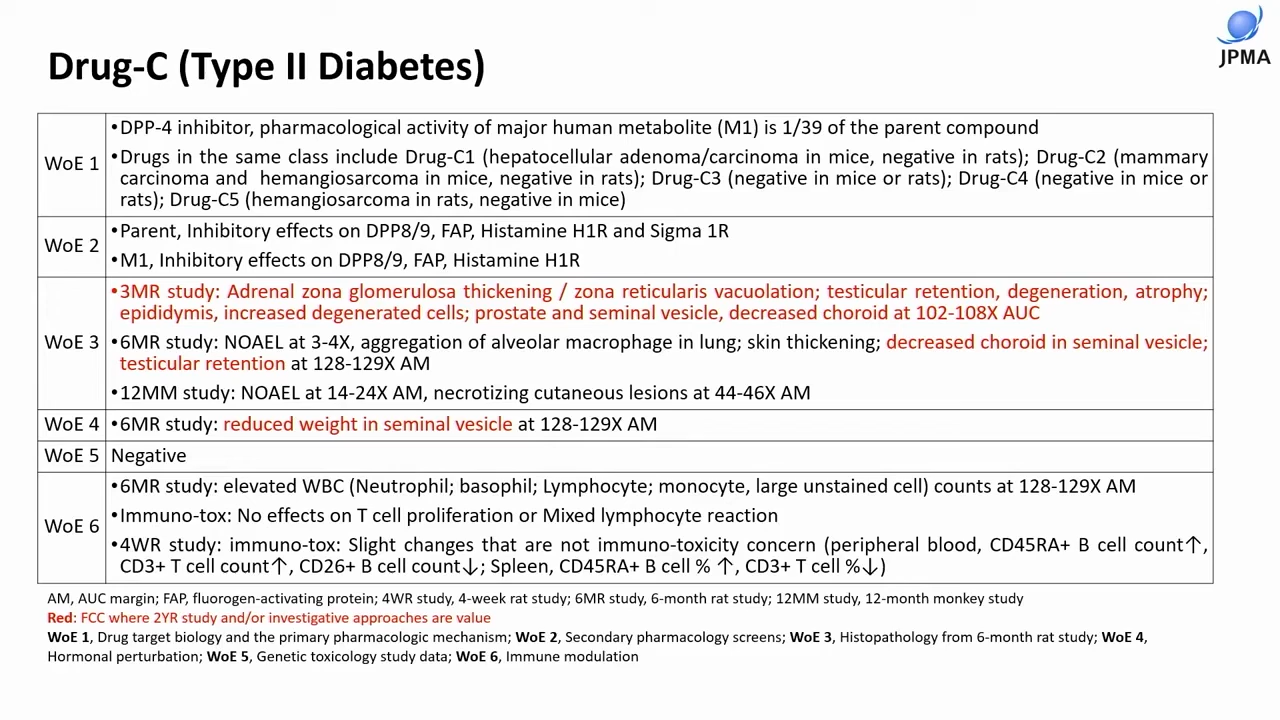 JPMA
Drug-C (Type II Diabetes)
WoE 1
•DPP-4 inhibitor, pharmacological activity of major human metabolite (M1) is 1/39 of the parent compound
•Drugs in the same class include Drug-C1 (hepatocellular adenoma/carcinoma in mice, negative in rats); Drug-C2 (mammary
carcinoma and hemangiosarcoma in mice, negative in rats); Drug-C3 (negative in mice or rats); Drug-C4 (negative in mice or
rats); Drug-C5 (hemangiosarcoma in rats, negative in mice)
WoE 2
•Parent, Inhibitory effects on DPP8/9, FAP, Histamine H1R and Sigma 1R
•M1, Inhibitory effects on DPP8/9, FAP, Histamine H1R
WoE 3
•3MR study: Adrenal zona glomerulosa thickening / zona reticularis vacuolation; testicular retention, degeneration, atrophy;
epididymis, increased degenerated cells; prostate and seminal vesicle, decreased choroid at 102-108X AUC
•6MR study: NOAEL at 3-4X, aggregation of alveolar macrophage in lung; skin thickening; decreased choroid in seminal vesicle;
testicular retention at 128-129X AM
•12MM study: NOAEL at 14-24X AM, necrotizing cutaneous lesions at 44-46X AM
WoE 4
•6MR study: reduced weight in seminal vesicle at 128-129X AM
WoE 5
Negative
WoE 6
•6MR study: elevated WBC (Neutrophil; basophil; Lymphocyte; monocyte, large unstained cell) counts at 128-129X AM
•Immuno-tox: No effects on T cell proliferation or Mixed lymphocyte reaction
•4WR study: immuno-tox: Slight changes that are not immuno-toxicity concern (peripheral blood, CD45RA+ B cell count↑,
CD3+ T cell count↑, CD26+ B cell count↓; Spleen, CD45RA+ B cell % ↑, CD3+ T cell %↓)
AM, AUC margin; FAP, fluorogen-activating protein; 4WR study, 4-week rat study; 6MR study, 6-month rat study; 12MM study, 12-month monkey study
Red: FCC where 2YR study and/or investigative approaches are value
WoE 1, Drug target biology and the primary pharmacologic mechanism; WoE 2, Secondary pharmacology screens; WoE 3, Histopathology from 6-month rat study; WoE 4,
Hormonal perturbation; WoE 5, Genetic toxicology study data; WoE 6, Immune modulation